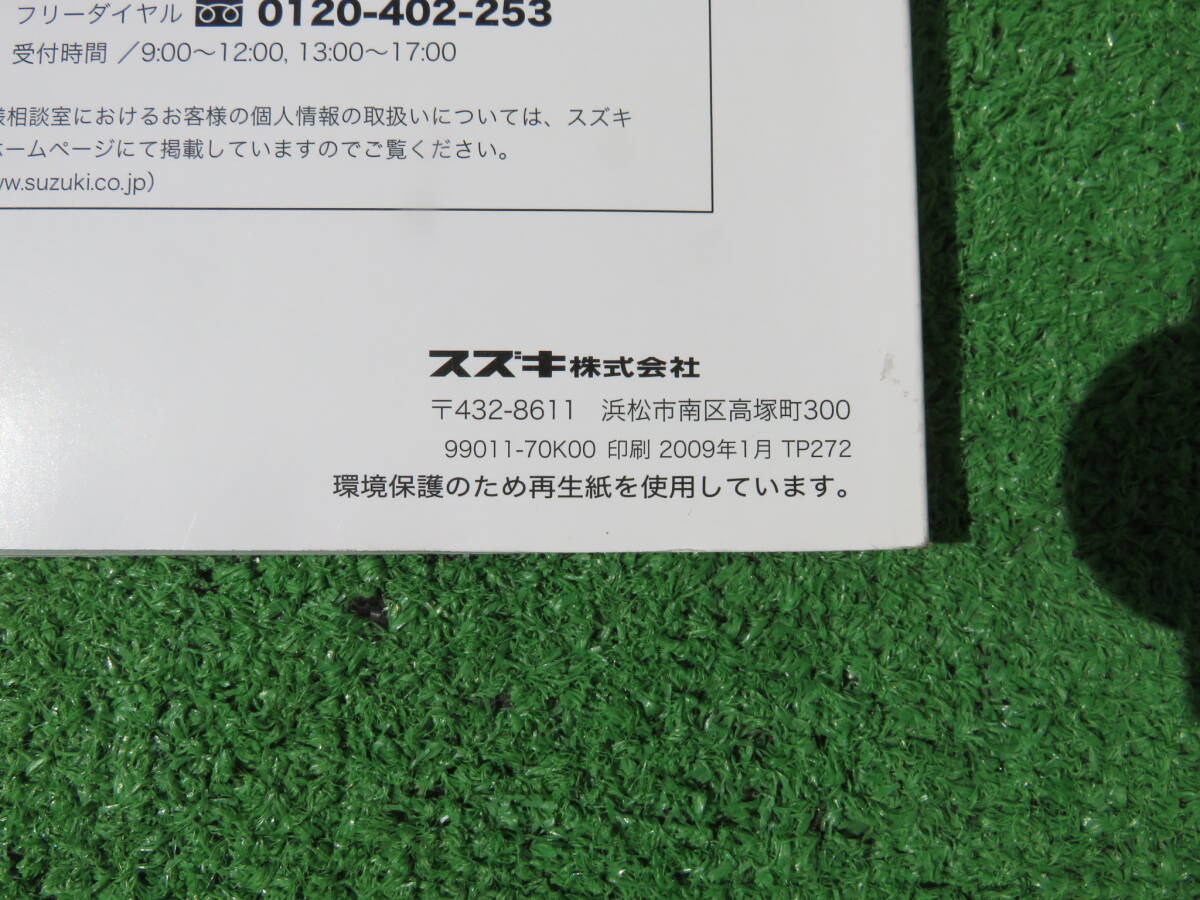 フリーダイヤル 0120-402-253
受付時間 ／9:00〜12:00, 13:00〜17:00
相談室におけるお客様の個人情報の取扱いについては、スズキ
ホームページにて掲載していますのでご覧ください。
ww.suzuki.co.jp）
スズキ株式会社
〒432-8611 浜松市南区高塚町300
99011-70K00 印刷 2009年1月 TP272
環境保護のため再生紙を使用しています。